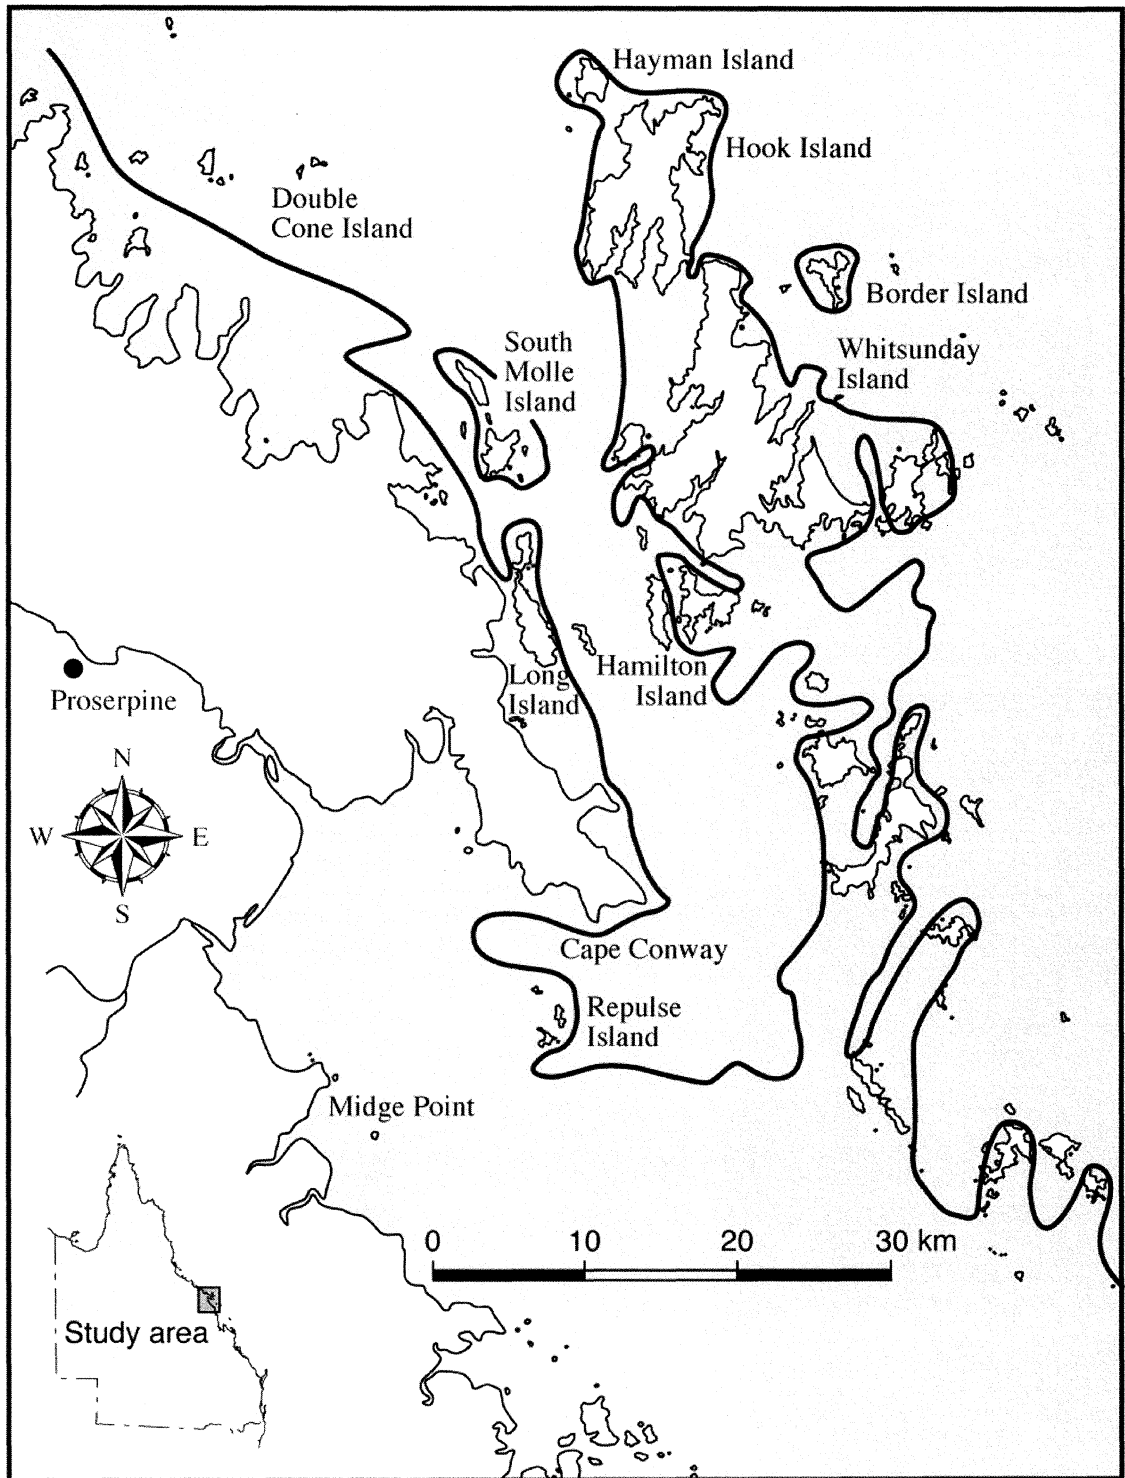 Hayman Island
Hook Island
Double
Cone Island
Border Island
South
Molle
Island
Whitsunday
Island
Long
Island
Hamilton
Island
Proserpine
N
W
E
S
Cape Conway
Repulse
Island
Midge Point
0 10 20 30 km
Study area